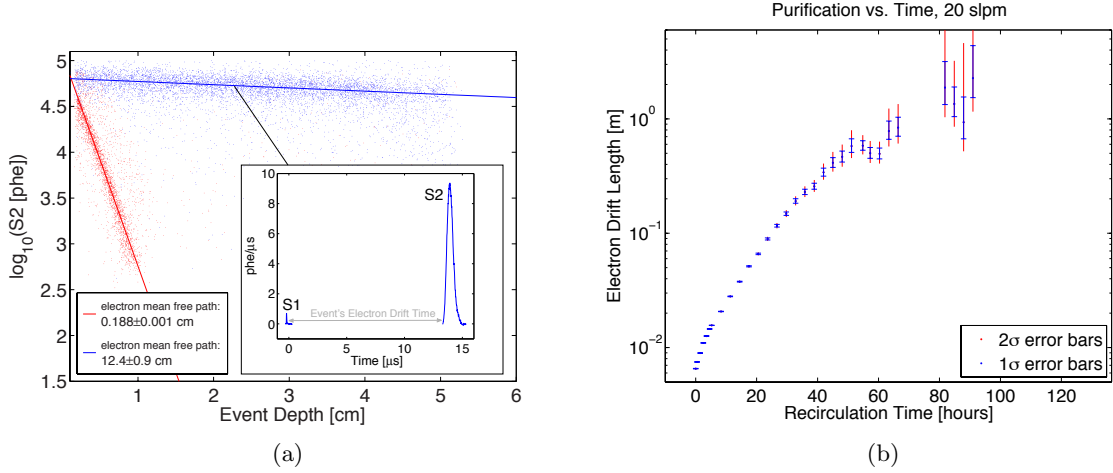 (a)
log10(S2 [phe])
5
4.5
4
3.5
3
2.5
2
1.5
1
2
3
4
5
6
Event Depth [cm]
electron mean free path:
0.188±0.001 cm
electron mean free path:
12.4±0.9 cm
phe/μs
10
8
6
4
2
0
S1
S2
Event's Electron Drift Time
0
5
10
15
Time [μs]
Purification vs. Time, 20 slpm
Electron Drift Length [m]
10^0
10^-1
10^-2
0
20
40
60
80
100
120
Recirculation Time [hours]
2σ error bars
1σ error bars
(a)
(b)